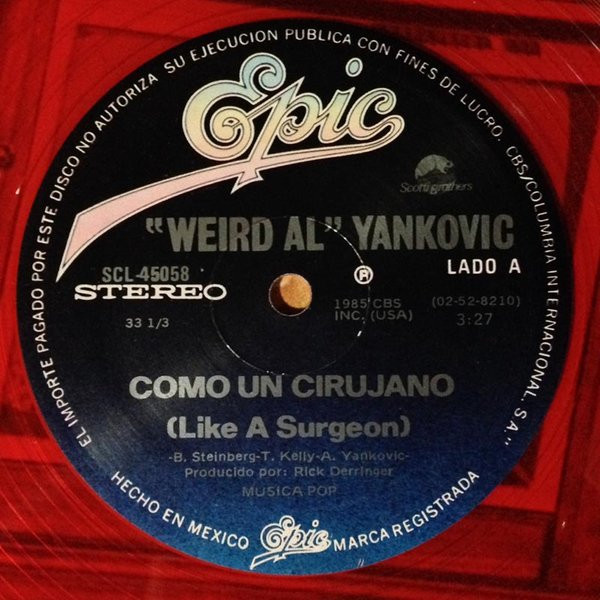 EL IMPORTE PAGADO POR ESTE DISCO NO AUTORIZA SU EJECUCION PUBLICA CON FINES DE LUCRO. CBS/COLUMBIA INTERNACIONAL, S.A."
Epic
Scotti brothers
"WEIRD AL" YANKOVIC
SCL-45058
LADO A
STEREO
℗
1985 CBS
INC. (USA)
(02-52-8210)
33 1/3
3:27
COMO UN CIRUJANO
(Like A Surgeon)
-B. Steinberg-T. Kelly-A. Yankovic-
Producido por: Rick Derringer
MUSICA POP
HECHO EN MEXICO Epic MARCA REGISTRADA